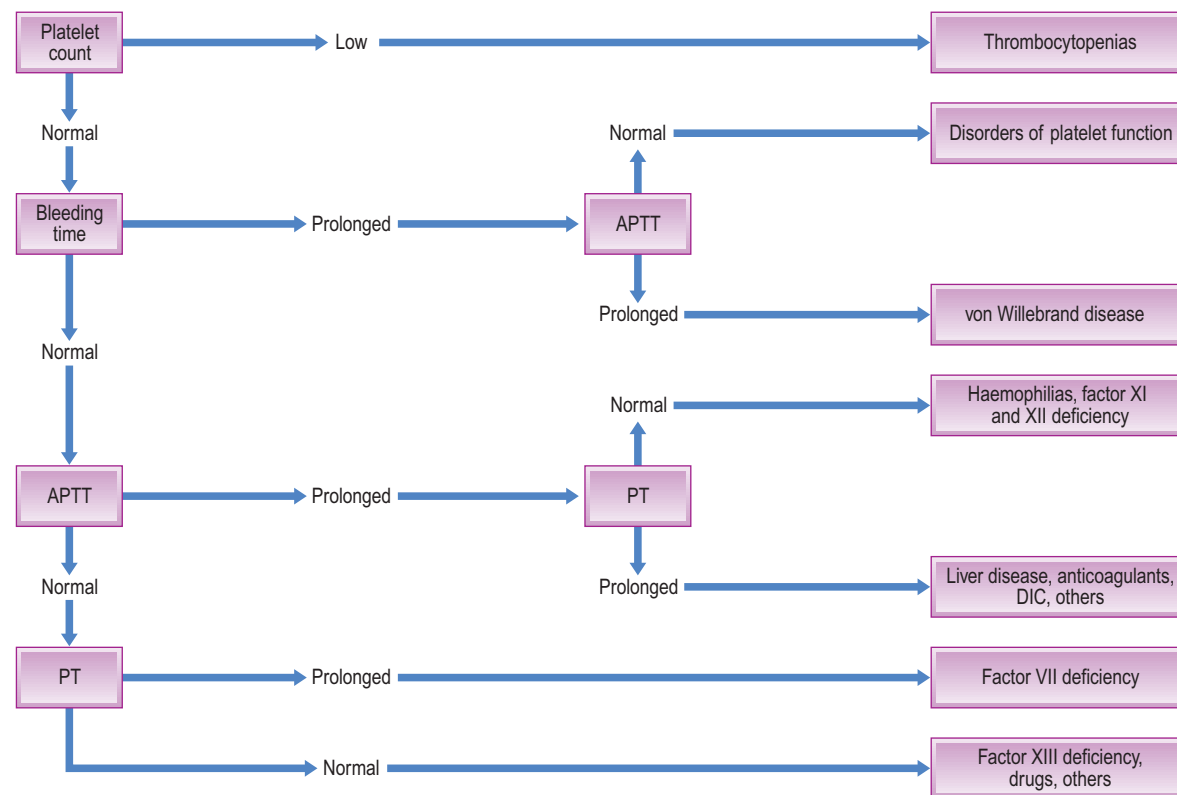 Platelet
count
Low
Thrombocytopenias
Normal
Normal
Disorders of platelet function
Bleeding
time
Prolonged
APTT
Prolonged
von Willebrand disease
Normal
Normal
Haemophilias, factor XI
and XII deficiency
APTT
Prolonged
PT
Normal
Prolonged
Liver disease, anticoagulants,
DIC, others
PT
Prolonged
Factor VII deficiency
Normal
Factor XIII deficiency,
drugs, others